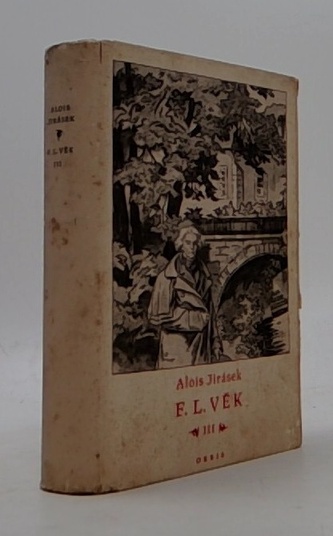 ALOIS
JIRÁSEK
F. L. VĚK
III
Alois Jirásek
F. L. VĚK
III
ORBIS